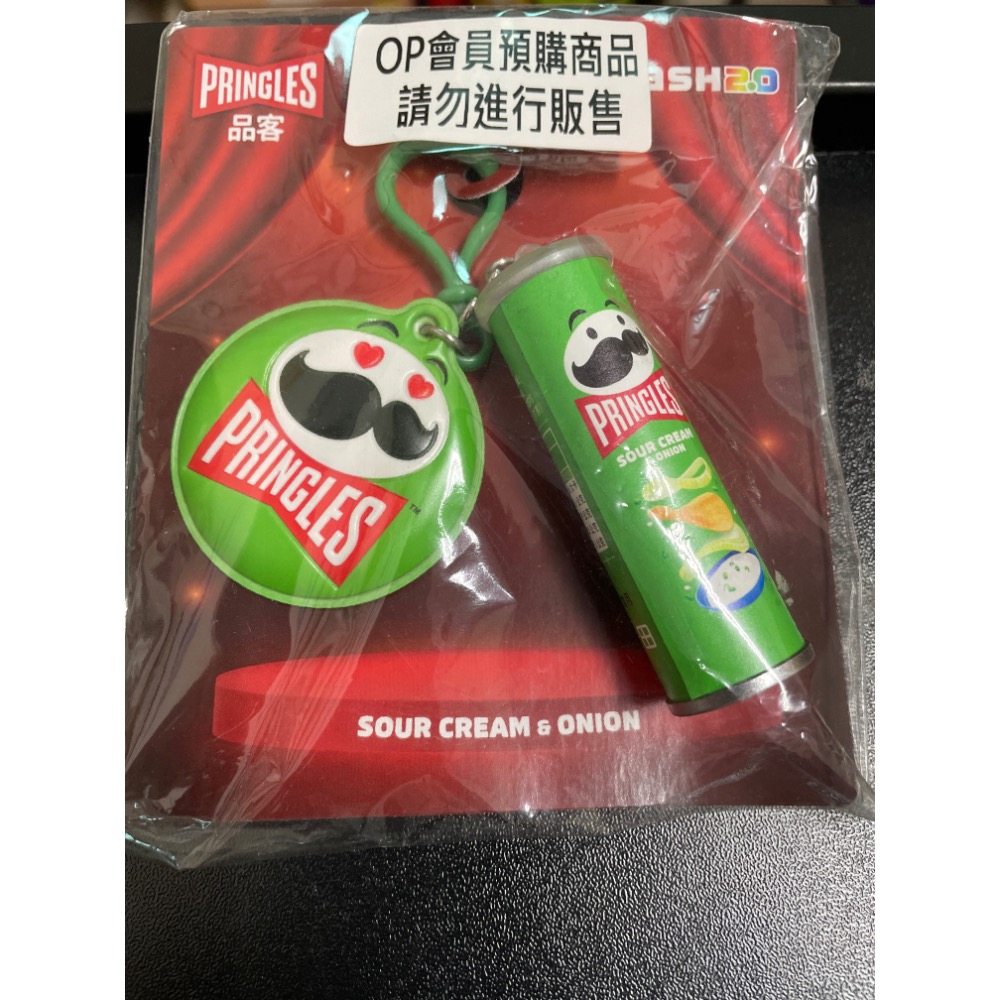 PRINGLES
品客
OP會員預購商品
請勿進行販售
ASH2.0
PRINGLES
TM
PRINGLES
SOUR CREAM
& ONION
SOUR CREAM & ONION